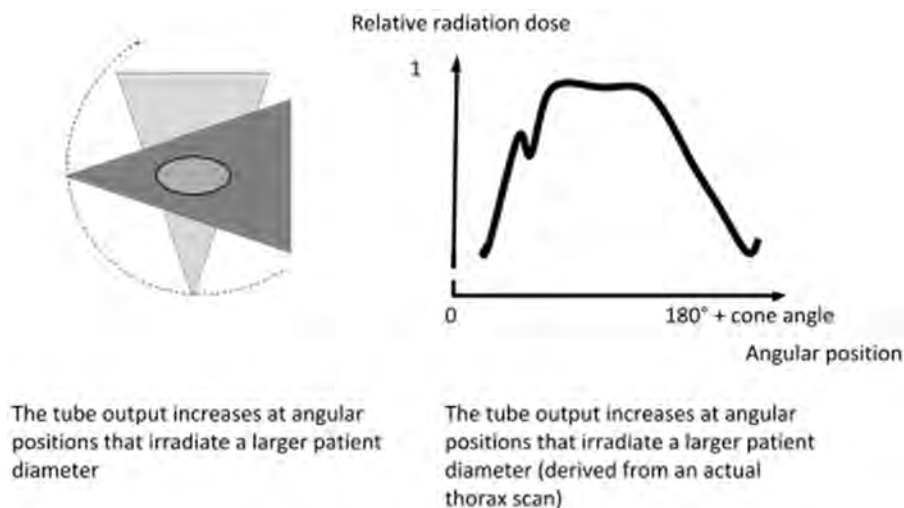 Relative radiation dose
1
0
180° + cone angle
Angular position
The tube output increases at angular
positions that irradiate a larger patient
diameter
The tube output increases at angular
positions that irradiate a larger patient
diameter (derived from an actual
thorax scan)